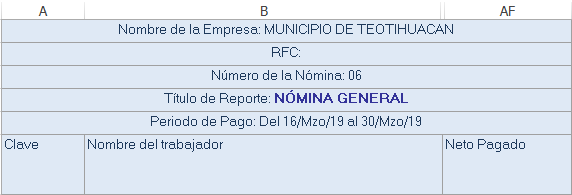 A B AF
Nombre de la Empresa: MUNICIPIO DE TEOTIHUACAN
RFC:
Número de la Nómina: 06
Título de Reporte: NÓMINA GENERAL
Periodo de Pago: Del 16/Mzo/19 al 30/Mzo/19
Clave Nombre del trabajador Neto Pagado